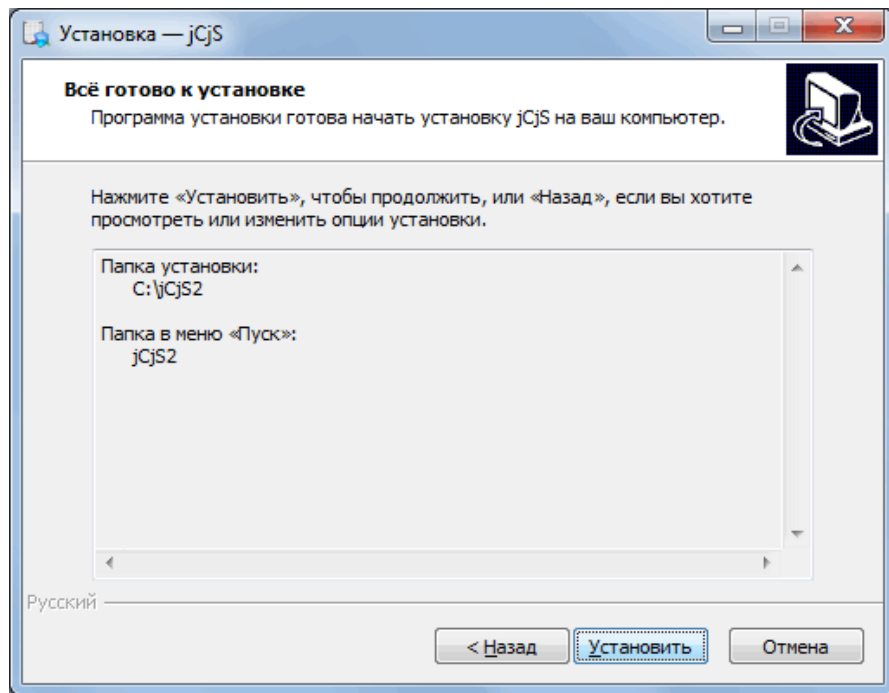 Установка — jCjS
Всё готово к установке
Программа установки готова начать установку jCjS на ваш компьютер.
Нажмите «Установить», чтобы продолжить, или «Назад», если вы хотите
просмотреть или изменить опции установки.
Папка установки:
C:\jCjS2
Папка в меню «Пуск»:
jCjS2
Русский
< Назад
Установить
Отмена